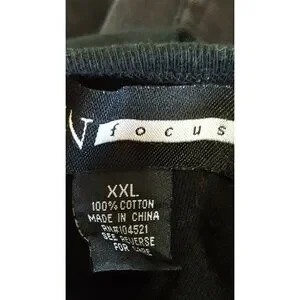 V focus
XXL
100% COTTON
MADE IN CHINA
RN#104521
SEE REVERSE
FOR CARE